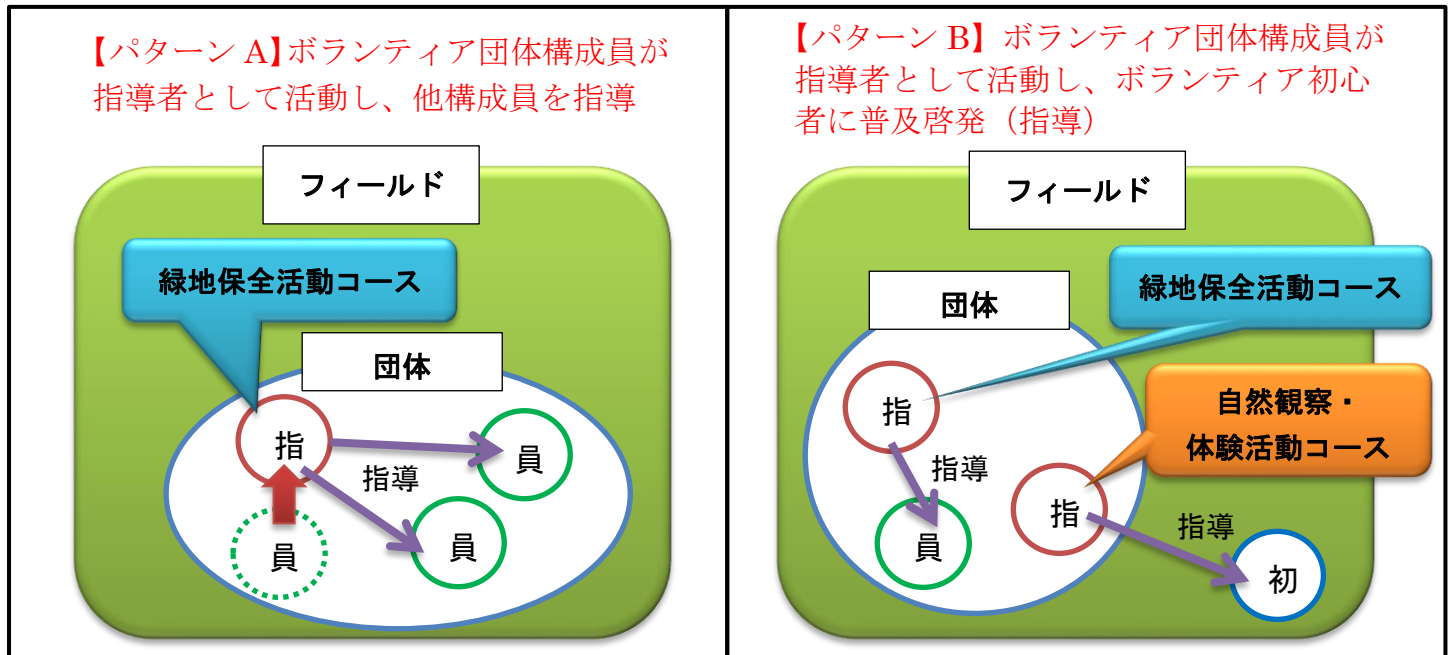 【パターン A】ボランティア団体構成員が
指導者として活動し、他構成員を指導
フィールド
緑地保全活動コース
団体
指
員
指導
員
員
【パターン B】ボランティア団体構成員が
指導者として活動し、ボランティア初心
者に普及啓発（指導）
フィールド
緑地保全活動コース
団体
自然観察・
体験活動コース
指
指導
員
指
指導
初